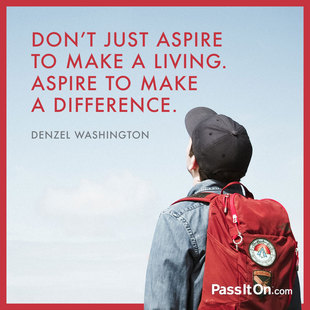 DON'T JUST ASPIRE
TO MAKE A LIVING.
ASPIRE TO MAKE
A DIFFERENCE.
DENZEL WASHINGTON
PassItOn.com